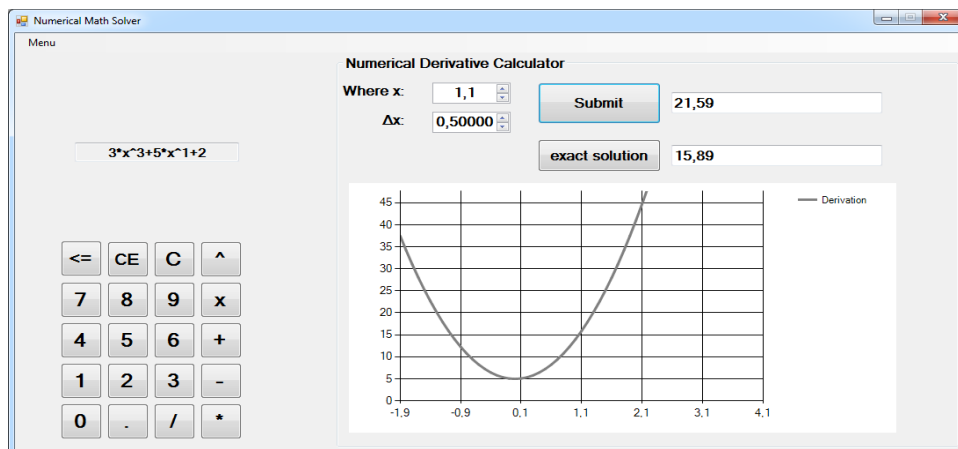 Numerical Math Solver
Menu
Numerical Derivative Calculator
Where x: 1,1 Submit 21,59
Δx: 0,50000
3*x^3+5*x^1+2
exact solution 15,89
45
40
35
30
25
20
15
10
5
0
-1,9 -0,9 0,1 1,1 2,1 3,1 4,1
Derivation
<= CE C ^
7 8 9 x
4 5 6 +
1 2 3 -
0 . / *